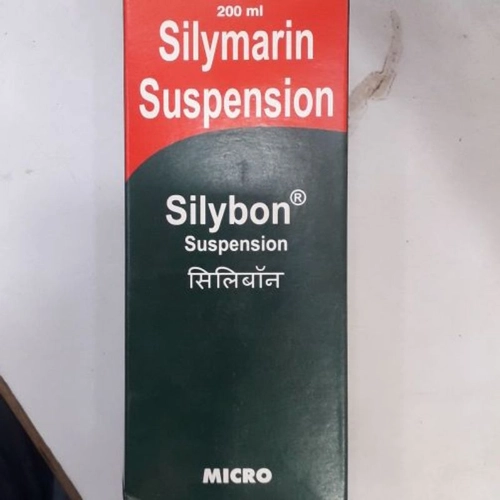 200 ml
Silymarin
Suspension
Silybon®
Suspension
सिलिबॉन
MICRO